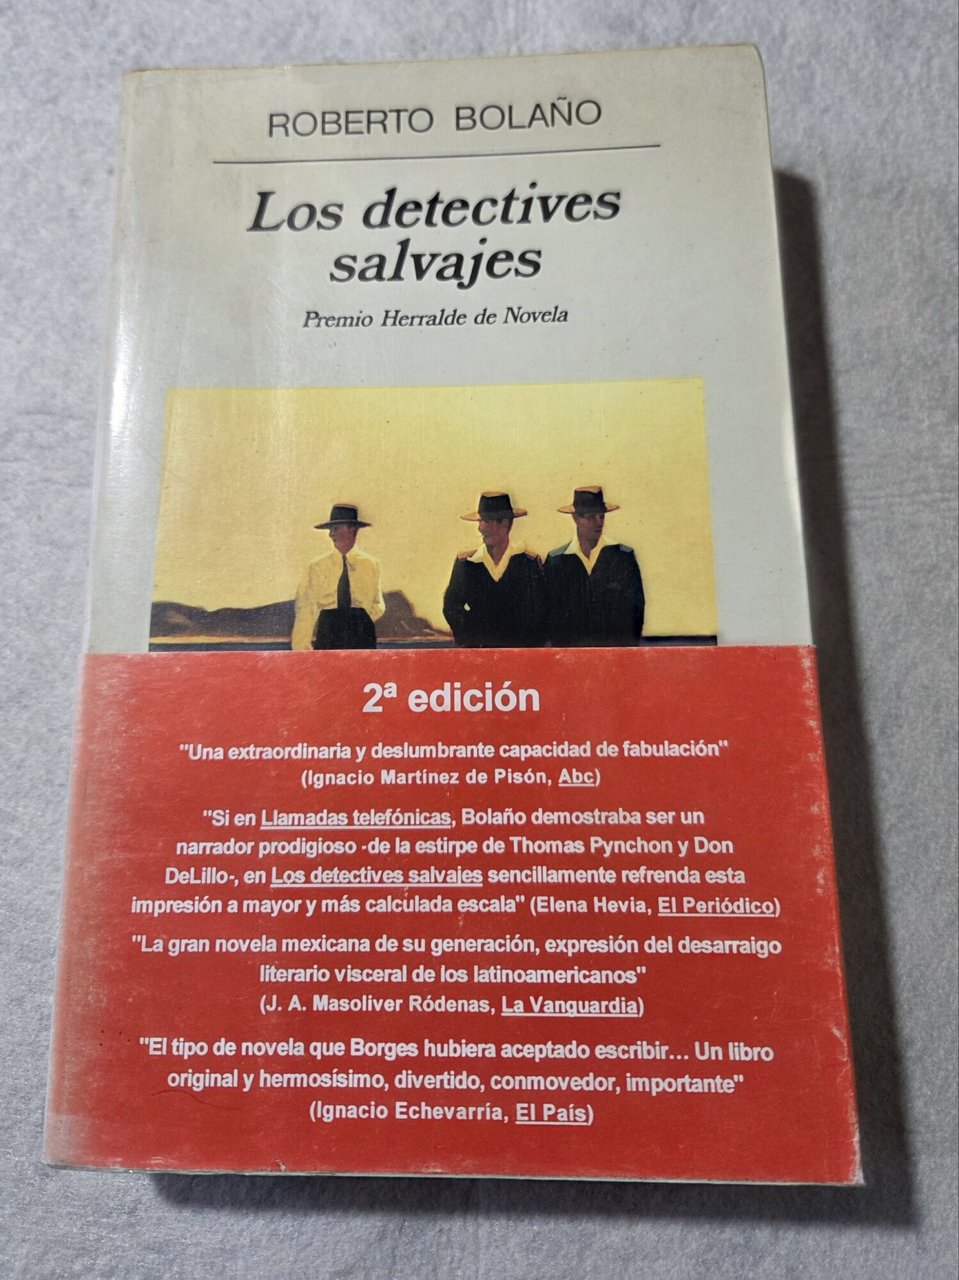 ROBERTO BOLAÑO
Los detectives
salvajes
Premio Herralde de Novela
2ª edición
"Una extraordinaria y deslumbrante capacidad de fabulación"
(Ignacio Martínez de Pisón, Abc)
"Si en Llamadas telefónicas, Bolaño demostraba ser un
narrador prodigioso -de la estirpe de Thomas Pynchon y Don
DeLillo-, en Los detectives salvajes sencillamente refrenda esta
impresión a mayor y más calculada escala" (Elena Hevia, El Periódico)
"La gran novela mexicana de su generación, expresión del desarraigo
literario visceral de los latinoamericanos"
(J. A. Masoliver Ródenas, La Vanguardia)
"El tipo de novela que Borges hubiera aceptado escribir... Un libro
original y hermosísimo, divertido, conmovedor, importante"
(Ignacio Echevarría, El País)